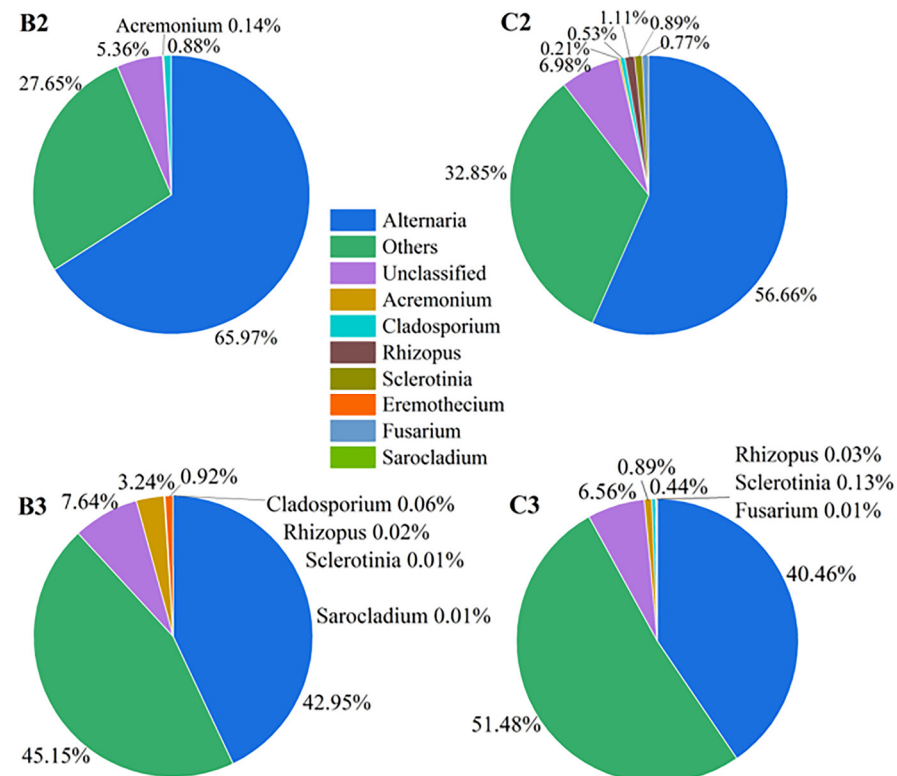 B2
Acremonium 0.14%
5.36%
0.88%
27.65%
65.97%
C2
1.11%
0.89%
0.53%
0.77%
0.21%
6.98%
32.85%
56.66%
Alternaria
Others
Unclassified
Acremonium
Cladosporium
Rhizopus
Sclerotinia
Eremothecium
Fusarium
Sarocladium
B3
7.64%
3.24%
0.92%
Cladosporium 0.06%
Rhizopus 0.02%
Sclerotinia 0.01%
Sarocladium 0.01%
42.95%
45.15%
C3
6.56%
0.89%
0.44%
Rhizopus 0.03%
Sclerotinia 0.13%
Fusarium 0.01%
40.46%
51.48%